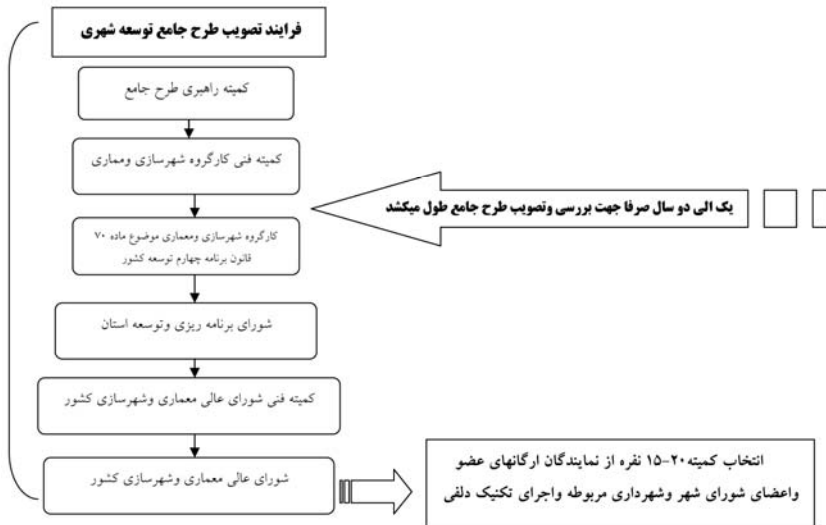 فرایند تصویب طرح جامع توسعه شهری
کمیته راهبری طرح جامع
کمیته فنی کارگروه شهرسازی ومماری
یک الی دو سال صرفا جهت بررسی وتصویب طرح جامع طول میکشد
کارگروه شهرسازی ومعماری موضوع ماده ۷۰
قانون برنامه چهارم توسعه کشور
شورای برنامه ریزی وتوسعه استان
کمیته فنی شورای عالی معماری وشهرسازی کشور
شورای عالی معماری وشهرسازی کشور
انتخاب کمیته۲۰-۱۵ نفره از نمایندگان ارگانهای عضو
واعضای شورای شهر وشهرداری مربوطه واجرای تکنیک دلفی